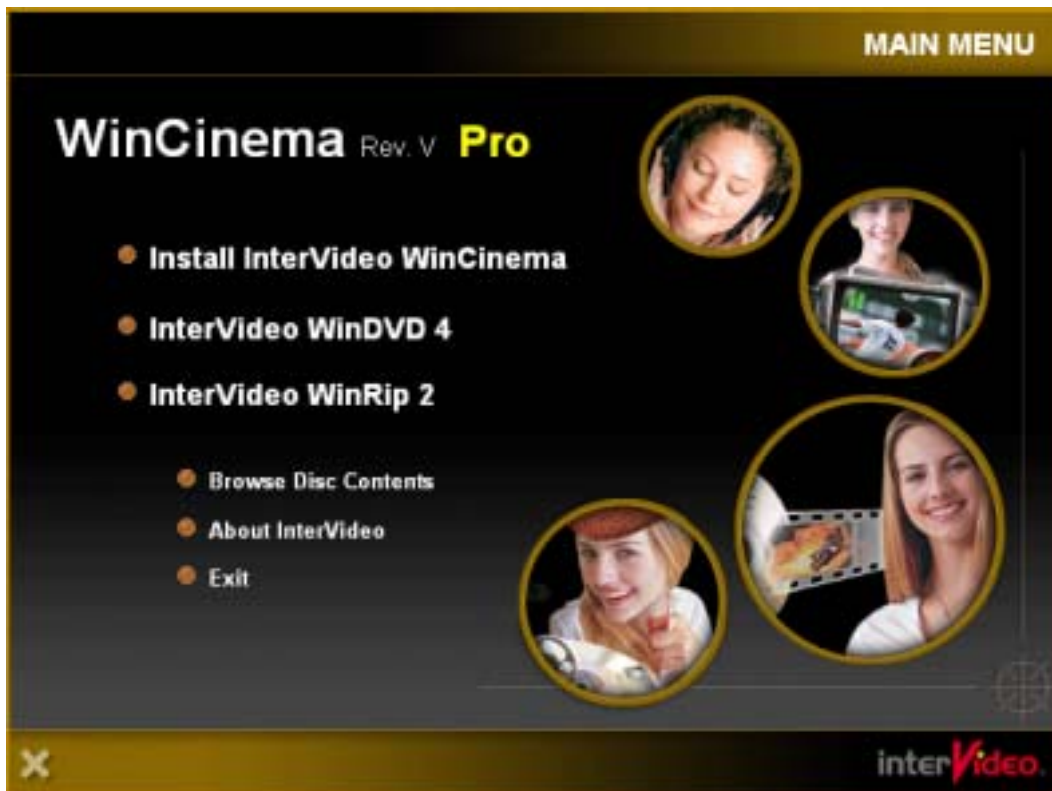 MAIN MENU
WinCinema Rev. V Pro
Install InterVideo WinCinema
InterVideo WinDVD 4
InterVideo WinRip 2
Browse Disc Contents
About InterVideo
Exit
interVideo.